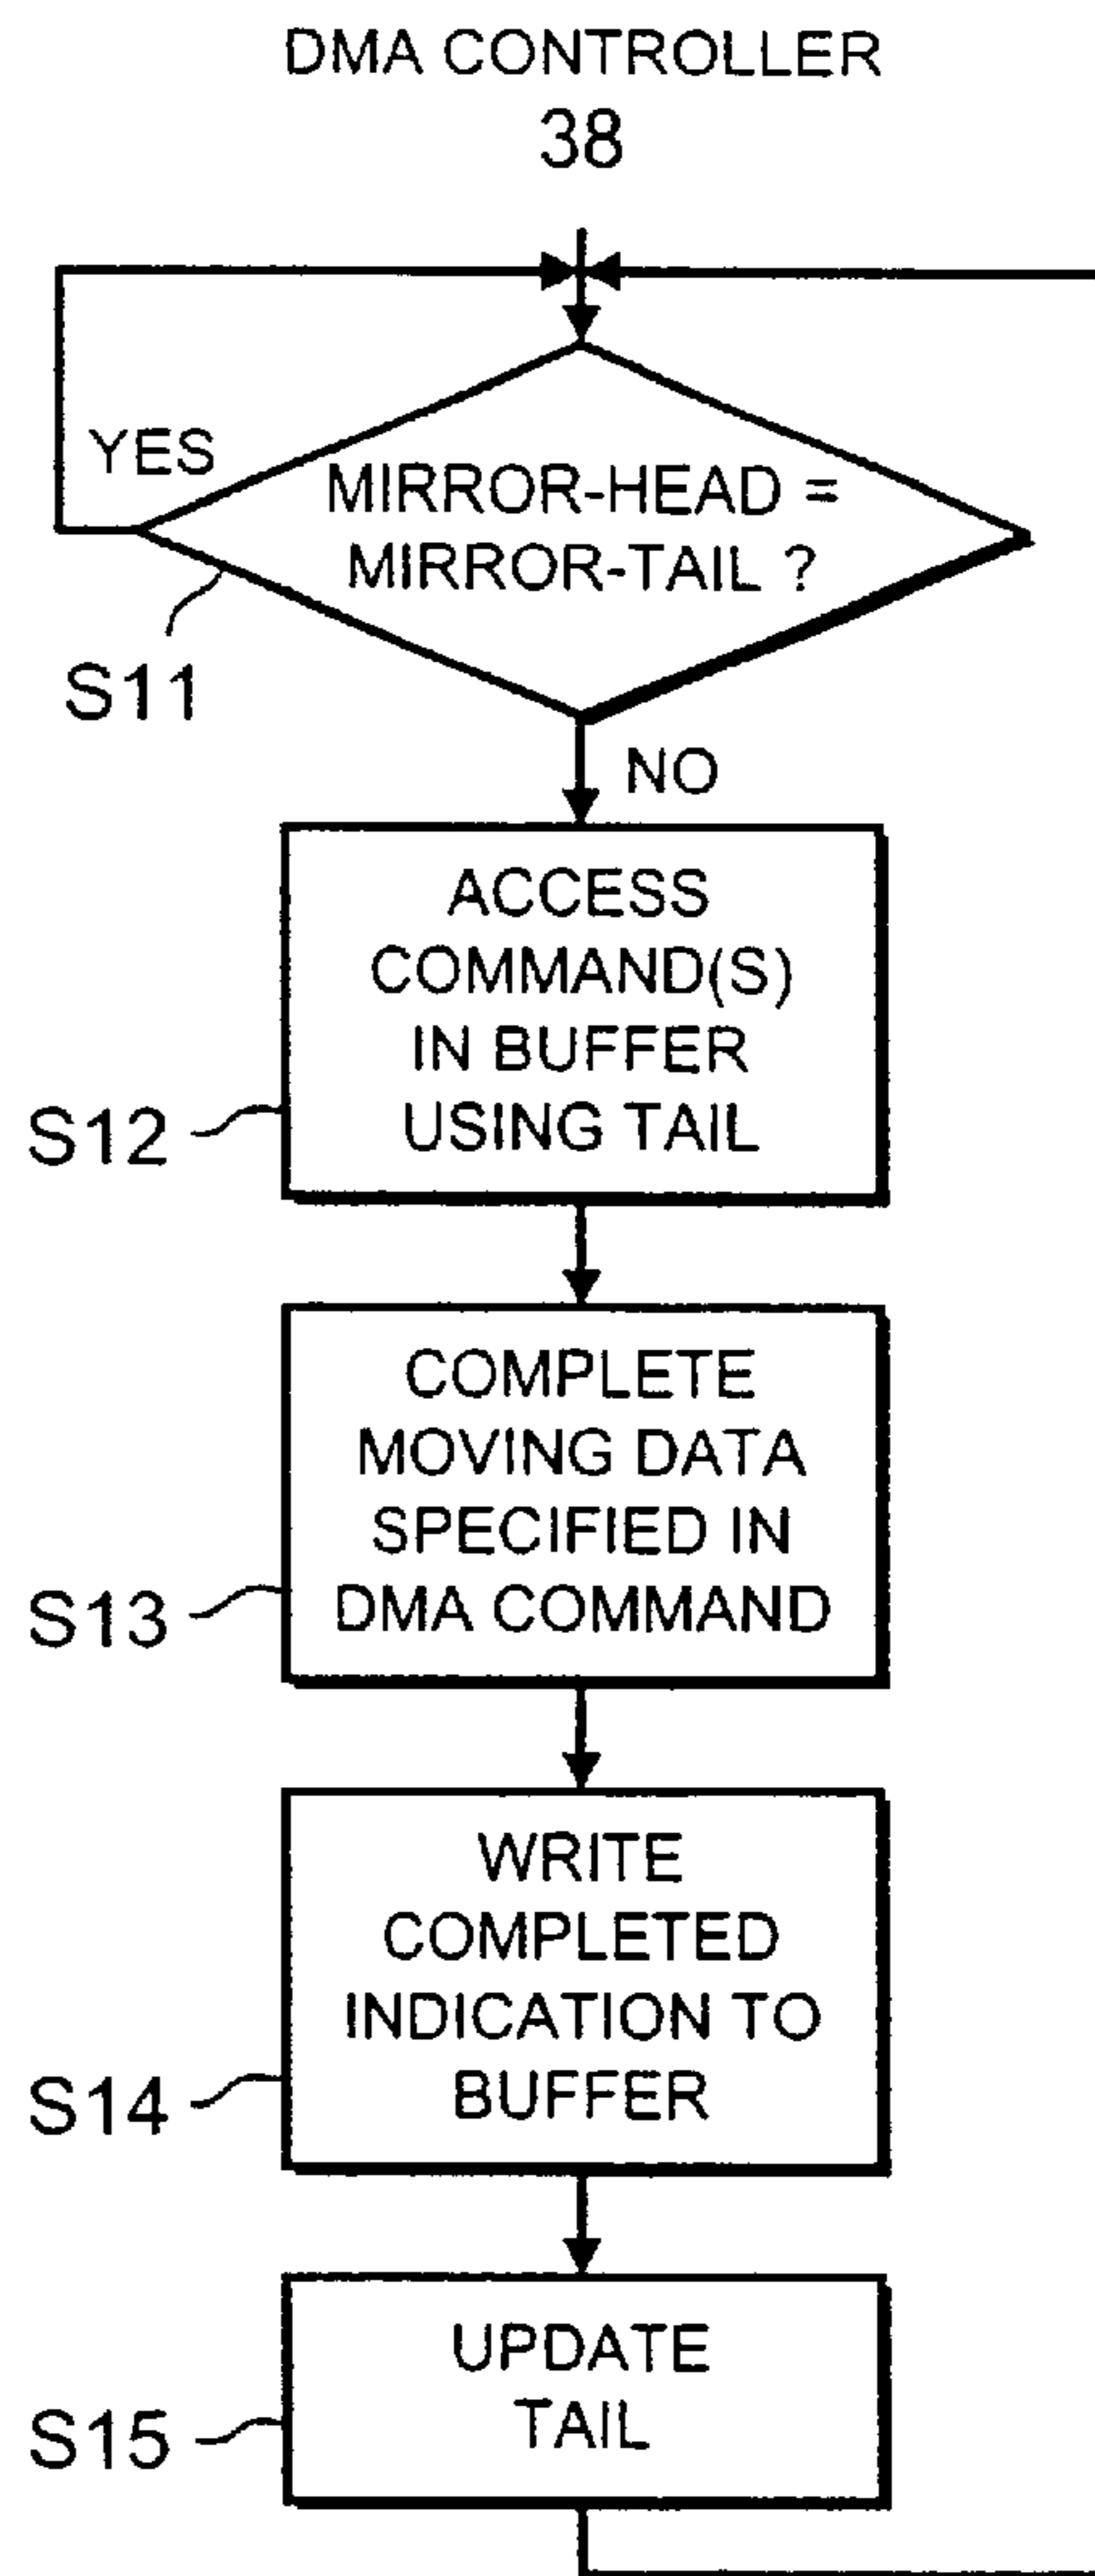 DMA CONTROLLER
38
YES
MIRROR-HEAD =
MIRROR-TAIL ?
S11
NO
ACCESS
COMMAND(S)
IN BUFFER
USING TAIL
S12
COMPLETE
MOVING DATA
SPECIFIED IN
DMA COMMAND
S13
WRITE
COMPLETED
INDICATION TO
BUFFER
S14
UPDATE
TAIL
S15